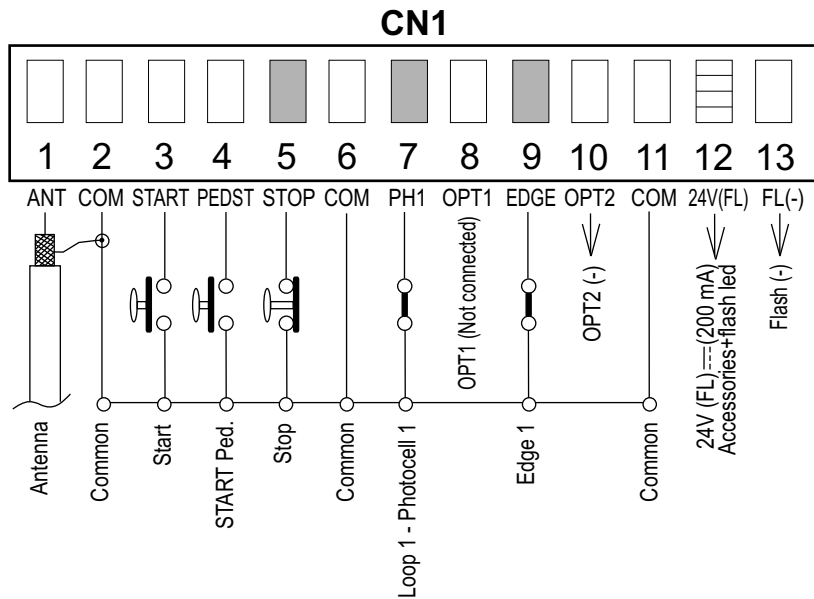 CN1
1 2 3 4 5 6 7 8 9 10 11 12 13
ANT COM START PEDST STOP COM PH1 OPT1 EDGE OPT2 COM 24V(FL) FL(-)
Antenna
Common
Start
START Ped.
Stop
Common
Loop 1 - Photocell 1
OPT1 (Not connected)
Edge 1
OPT2 (-)
Common
24V (FL)⎓(200 mA)
Accessories+flash led
Flash (-)